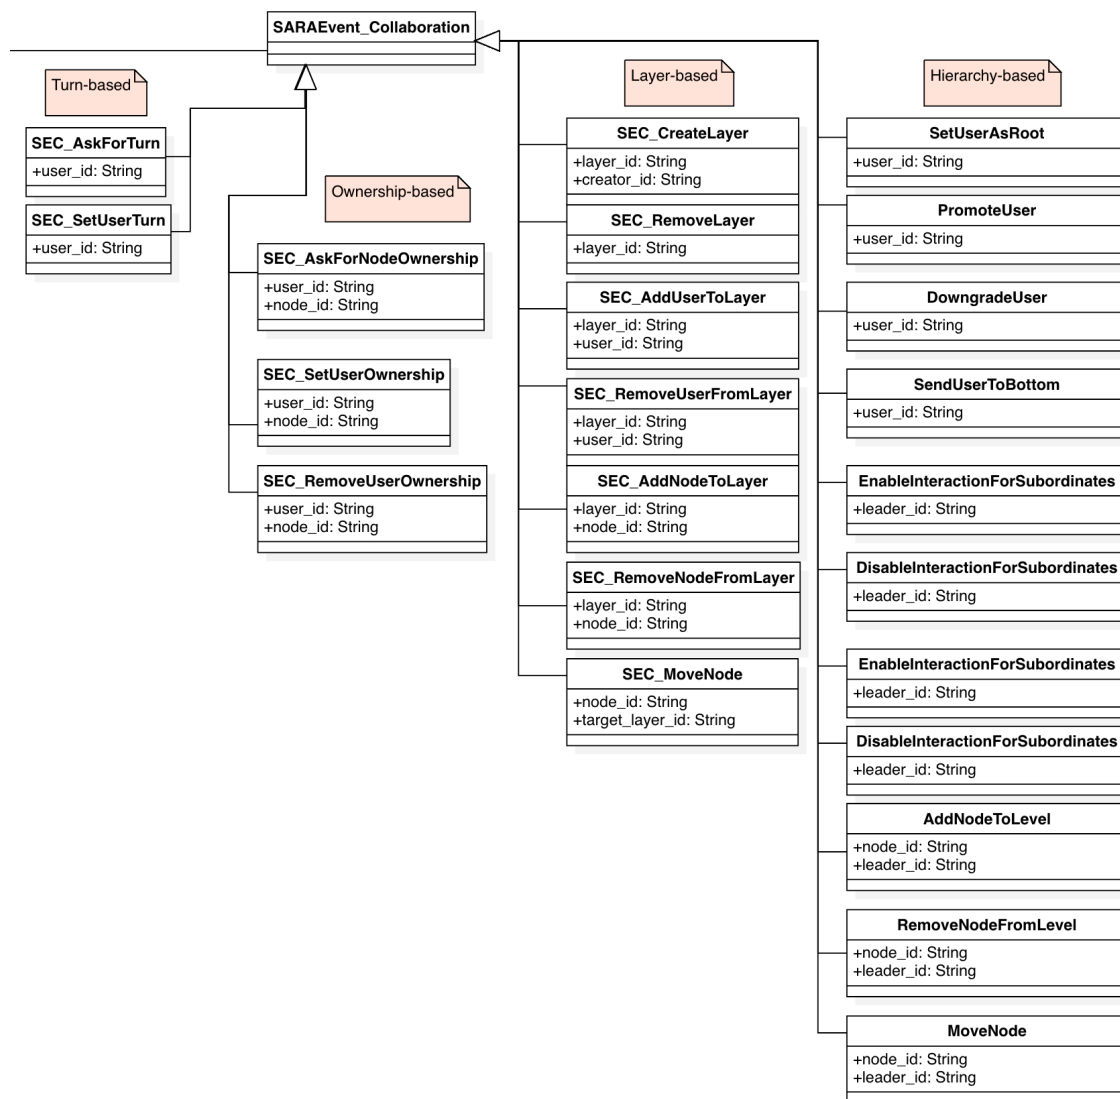 SARAEvent_Collaboration
Turn-based
SEC_AskForTurn
+user_id: String
SEC_SetUserTurn
+user_id: String
Ownership-based
SEC_AskForNodeOwnership
+user_id: String
+node_id: String
SEC_SetUserOwnership
+user_id: String
+node_id: String
SEC_RemoveUserOwnership
+user_id: String
+node_id: String
Layer-based
SEC_CreateLayer
+layer_id: String
+creator_id: String
SEC_RemoveLayer
+layer_id: String
SEC_AddUserToLayer
+layer_id: String
+user_id: String
SEC_RemoveUserFromLayer
+layer_id: String
+user_id: String
SEC_AddNodeToLayer
+layer_id: String
+node_id: String
SEC_RemoveNodeFromLayer
+layer_id: String
+node_id: String
SEC_MoveNode
+node_id: String
+target_layer_id: String
Hierarchy-based
SetUserAsRoot
+user_id: String
PromoteUser
+user_id: String
DowngradeUser
+user_id: String
SendUserToBottom
+user_id: String
EnableInteractionForSubordinates
+leader_id: String
DisableInteractionForSubordinates
+leader_id: String
EnableInteractionForSubordinates
+leader_id: String
DisableInteractionForSubordinates
+leader_id: String
AddNodeToLevel
+node_id: String
+leader_id: String
RemoveNodeFromLevel
+node_id: String
+leader_id: String
MoveNode
+node_id: String
+leader_id: String